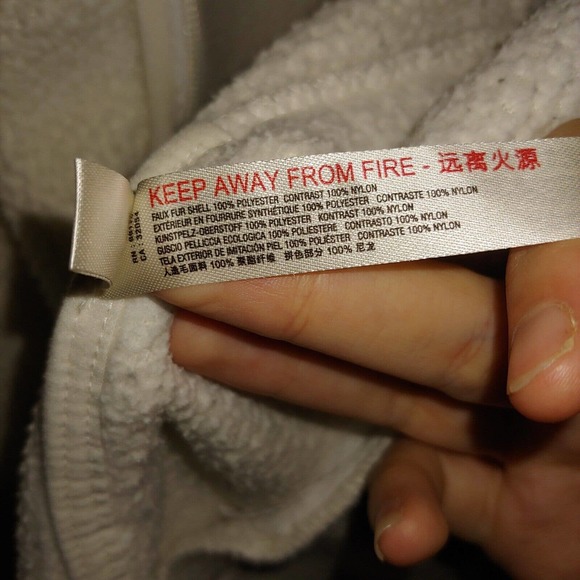 KEEP AWAY FROM FIRE - 远离火源
FAUX FUR SHELL 100% POLYESTER CONTRAST 100% NYLON
EXTERIEUR EN FOURRURE SYNTHÉTIQUE 100% POLYESTER CONTRASTE 100% NYLON
KUNSTPELZ-OBERSTOFF 100% POLYESTER KONTRAST 100% NYLON
GUSCIO PELLICCIA ECOLOGICA 100% POLIESTERE CONTRASTO 100% NYLON
TELA EXTERIOR DE IMITACIÓN PIEL 100% POLIÉSTER CONTRASTE 100% NYLON
人造毛面料 100% 聚酯纤维 拼色部分 100% 尼龙
RN :
CA :